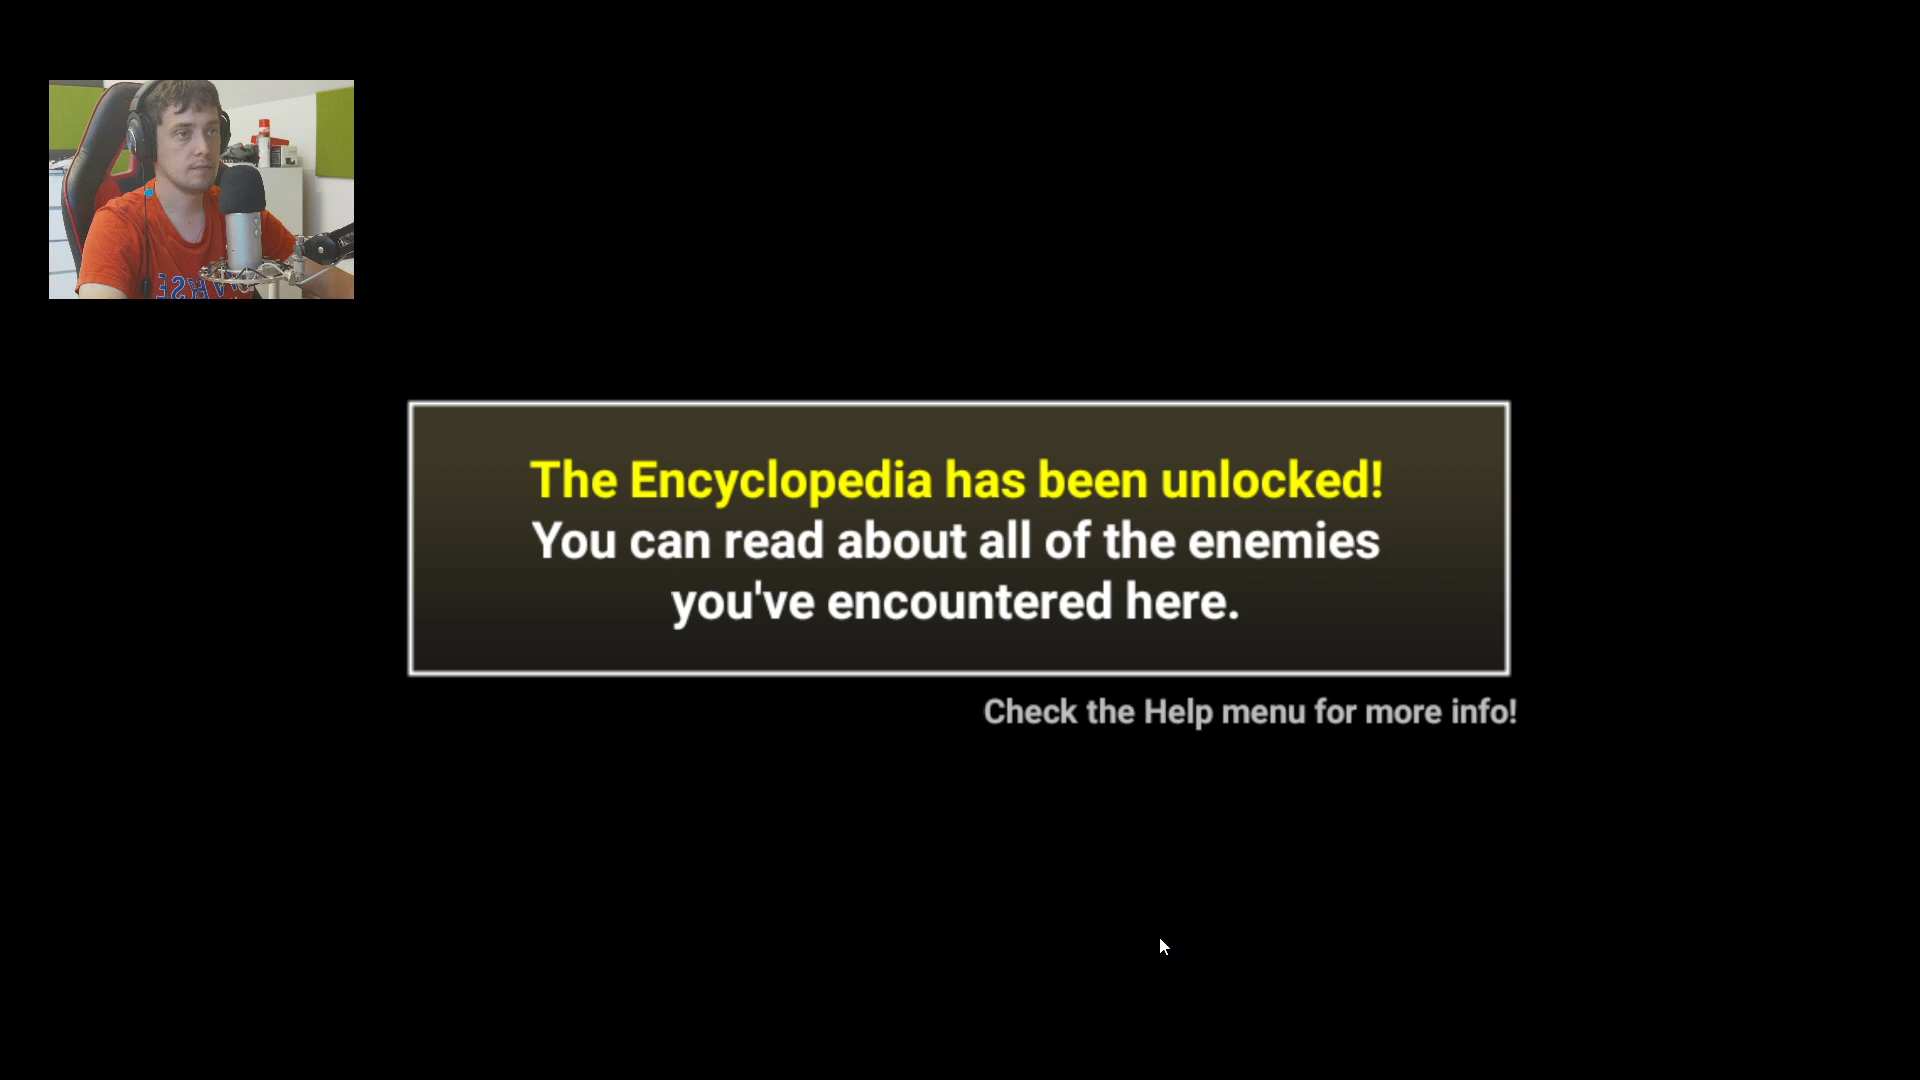 The Encyclopedia has been unlocked!
You can read about all of the enemies
you've encountered here.
Check the Help menu for more info!